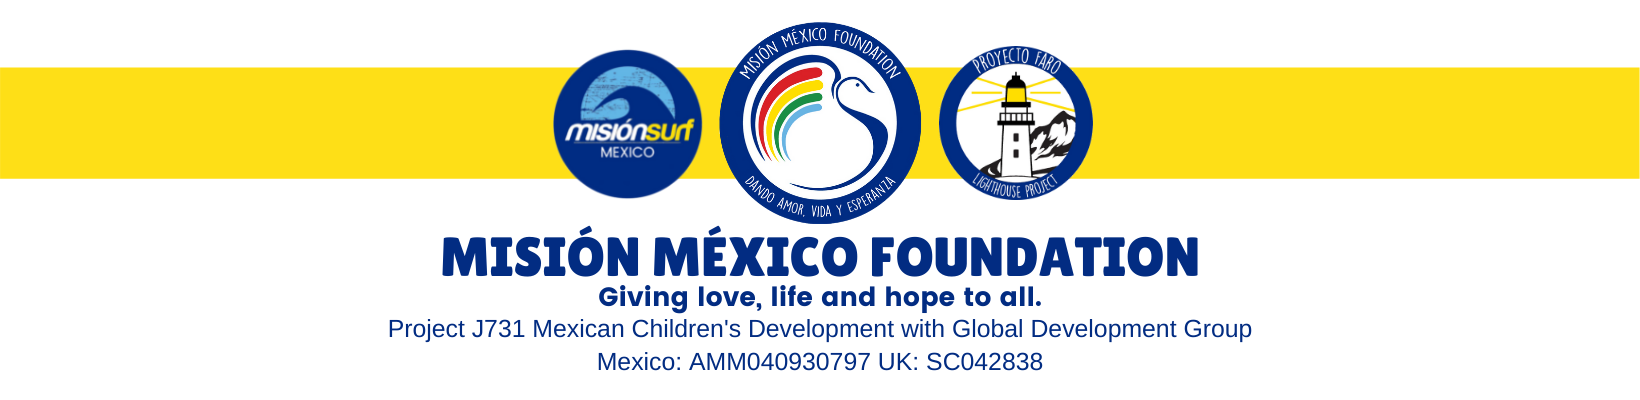 misiónsurf
MEXICO
MISIÓN MÉXICO FOUNDATION
DANDO AMOR, VIDA Y ESPERANZA
PROYECTO FARO
LIGHTHOUSE PROJECT
MISIÓN MÉXICO FOUNDATION
Giving love, life and hope to all.
Project J731 Mexican Children's Development with Global Development Group
Mexico: AMM040930797 UK: SC042838